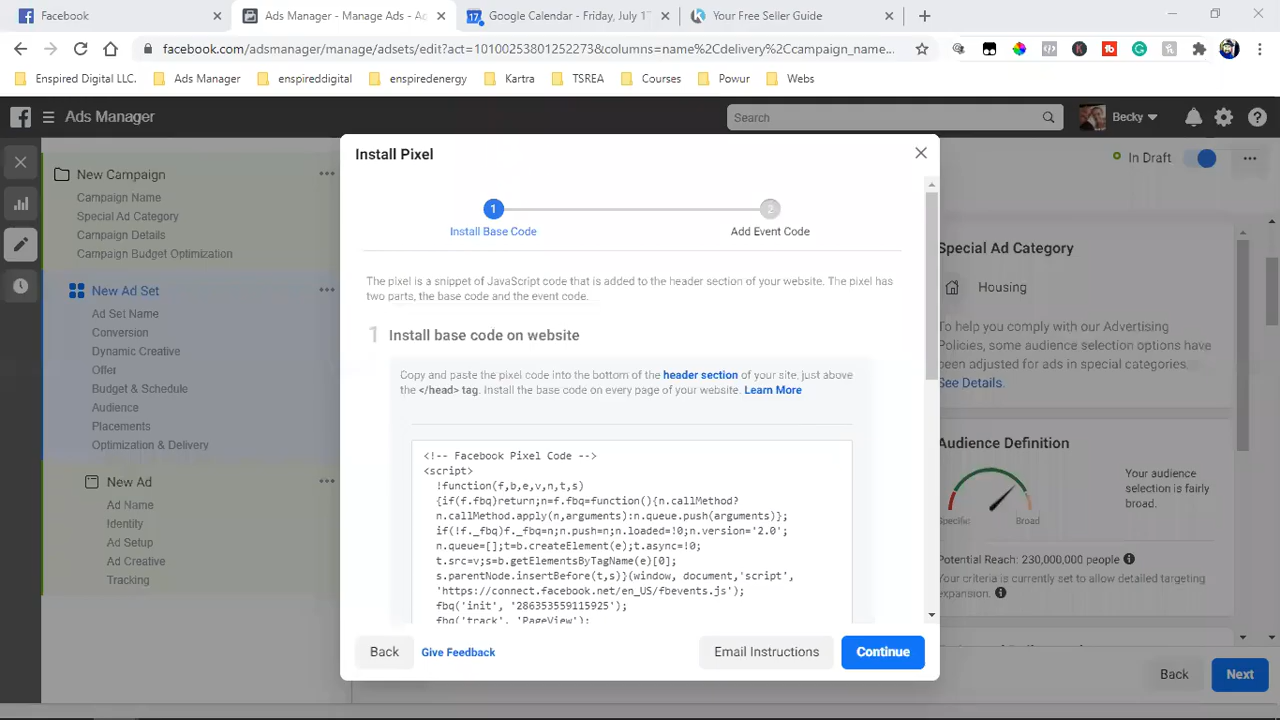 Facebook
Ads Manager - Manage Ads - A
Google Calendar - Friday, July 1
Your Free Seller Guide
facebook.com/adsmanager/manage/adsets/edit?act=10100253801252273&columns=name%2Cdelivery%2Ccampaign_name...
Enspired Digital LLC.
Ads Manager
enspireddigital
enspiredenergy
Kartra
TSREA
Courses
Powur
Webs
Ads Manager
Search
Becky
New Campaign
Campaign Name
Special Ad Category
Campaign Details
Campaign Budget Optimization
New Ad Set
Ad Set Name
Conversion
Dynamic Creative
Offer
Budget & Schedule
Audience
Placements
Optimization & Delivery
New Ad
Ad Name
Identity
Ad Setup
Ad Creative
Tracking
Install Pixel
1
2
Install Base Code
Add Event Code
The pixel is a snippet of JavaScript code that is added to the header section of your website. The pixel has
two parts, the base code and the event code.
1 Install base code on website
Copy and paste the pixel code into the bottom of the header section of your site, just above
the </head> tag. Install the base code on every page of your website. Learn More
<!-- Facebook Pixel Code -->
<script>
!function(f,b,e,v,n,t,s)
{if(f.fbq)return;n=f.fbq=function(){n.callMethod?
n.callMethod.apply(n,arguments):n.queue.push(arguments)};
if(!f._fbq)f._fbq=n;n.push=n;n.loaded=!0;n.version='2.0';
n.queue=[];t=b.createElement(e);t.async=!0;
t.src=v;s=b.getElementsByTagName(e)[0];
s.parentNode.insertBefore(t,s)}(window, document,'script',
'https://connect.facebook.net/en_US/fbevents.js');
fbq('init', '286353559115925');
fbq('track', 'PageView');
Back
Give Feedback
Email Instructions
Continue
In Draft
Special Ad Category
Housing
To help you comply with our Advertising
Policies, some audience selection options have
been adjusted for ads in special categories.
See Details.
Audience Definition
Specific
Broad
Your audience
selection is fairly
broad.
Potential Reach: 230,000,000 people
Your criteria is currently set to allow detailed targeting
expansion.
Back
Next